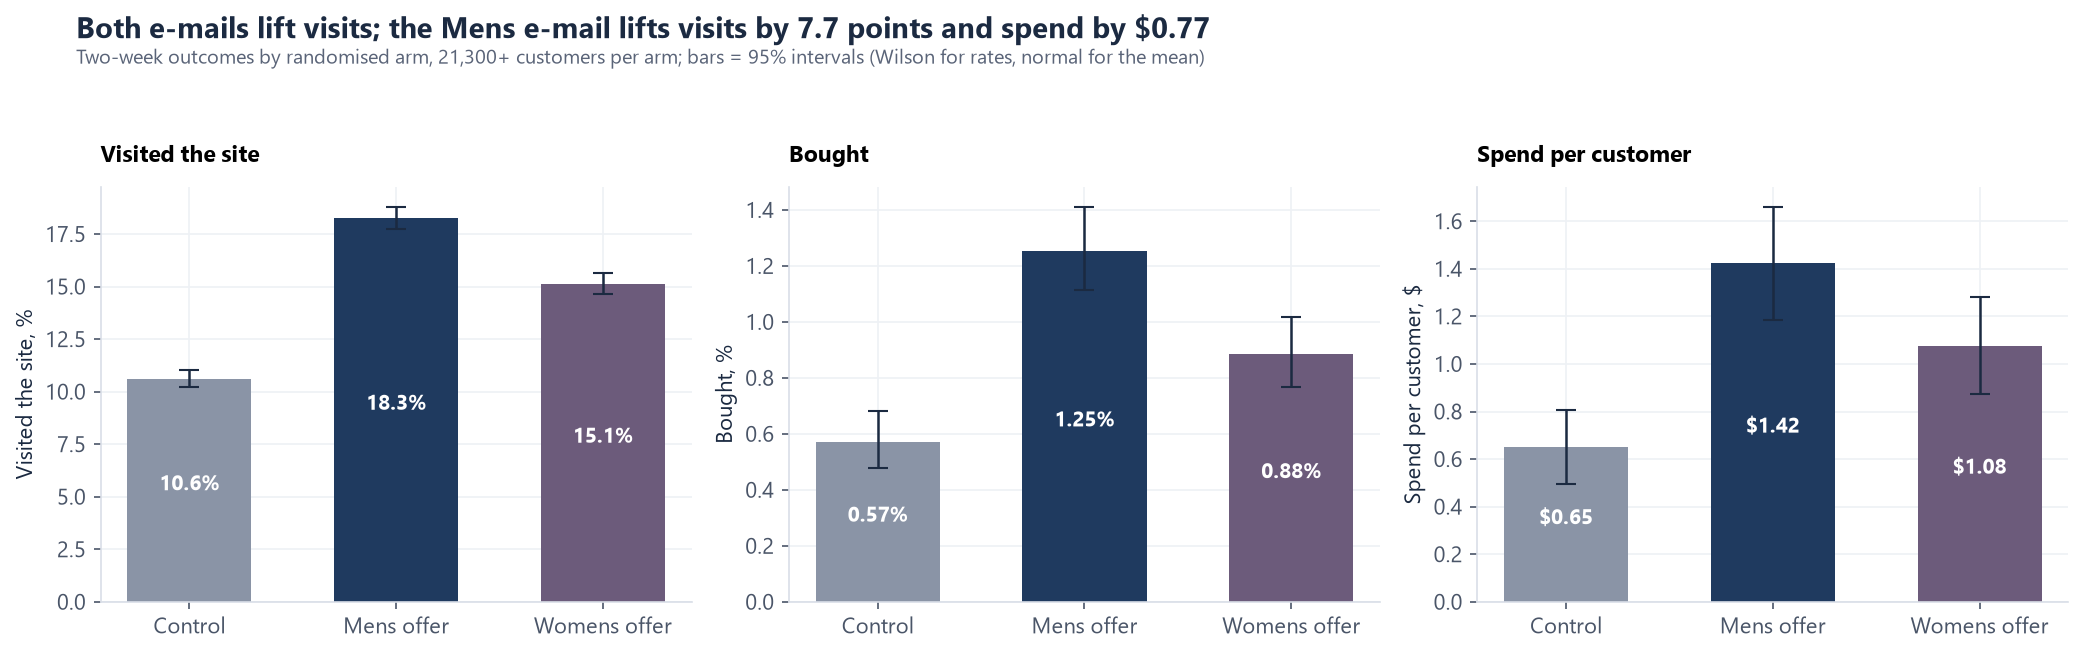 Both e-mails lift visits; the Mens e-mail lifts visits by 7.7 points and spend by $0.77
Two-week outcomes by randomised arm, 21,300+ customers per arm; bars = 95% intervals (Wilson for rates, normal for the mean)
Visited the site
Visited the site, %
17.5
15.0
12.5
10.0
7.5
5.0
2.5
0.0
10.6%
18.3%
15.1%
Control
Mens offer
Womens offer
Bought
Bought, %
1.4
1.2
1.0
0.8
0.6
0.4
0.2
0.0
0.57%
1.25%
0.88%
Control
Mens offer
Womens offer
Spend per customer
Spend per customer, $
1.6
1.4
1.2
1.0
0.8
0.6
0.4
0.2
0.0
$0.65
$1.42
$1.08
Control
Mens offer
Womens offer